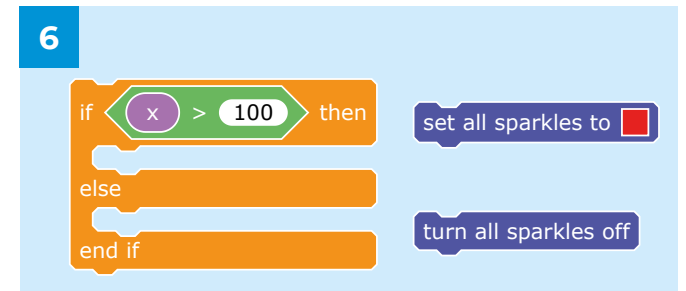 6
if x > 100 then
set all sparkles to
else
turn all sparkles off
end if